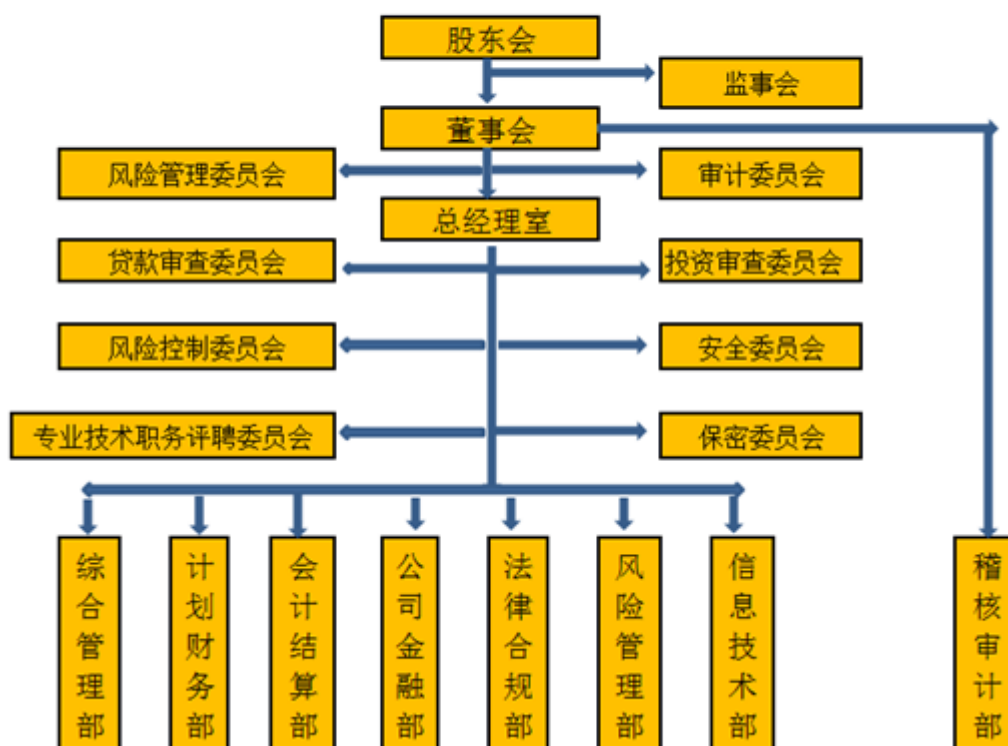 股东会
监事会
董事会
风险管理委员会
审计委员会
总经理室
贷款审查委员会
投资审查委员会
风险控制委员会
安全委员会
专业技术职务评聘委员会
保密委员会
综合管理部
计划财务部
会计结算部
公司金融部
法律合规部
风险管理部
信息技术部
稽核审计部